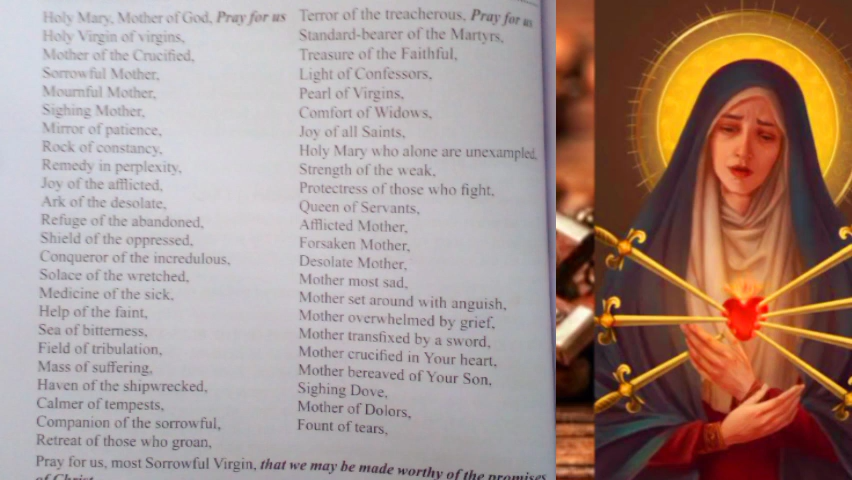 Holy Mary, Mother of God, Pray for us
Holy Virgin of virgins,
Mother of the Crucified,
Sorrowful Mother,
Mournful Mother,
Sighing Mother,
Mirror of patience,
Rock of constancy,
Remedy in perplexity,
Joy of the afflicted,
Ark of the desolate,
Refuge of the abandoned,
Shield of the oppressed,
Conqueror of the incredulous,
Solace of the wretched,
Medicine of the sick,
Help of the faint,
Sea of bitterness,
Field of tribulation,
Mass of suffering,
Haven of the shipwrecked,
Calmer of tempests,
Companion of the sorrowful,
Retreat of those who groan,
Terror of the treacherous, Pray for us
Standard-bearer of the Martyrs,
Treasure of the Faithful,
Light of Confessors,
Pearl of Virgins,
Comfort of Widows,
Joy of all Saints,
Holy Mary who alone are unexampled,
Strength of the weak,
Protectress of those who fight,
Queen of Servants,
Afflicted Mother,
Forsaken Mother,
Desolate Mother,
Mother most sad,
Mother set around with anguish,
Mother overwhelmed by grief,
Mother transfixed by a sword,
Mother crucified in Your heart,
Mother bereaved of Your Son,
Sighing Dove,
Mother of Dolors,
Fount of tears,
Pray for us, most Sorrowful Virgin, that we may be made worthy of the promises
of Christ